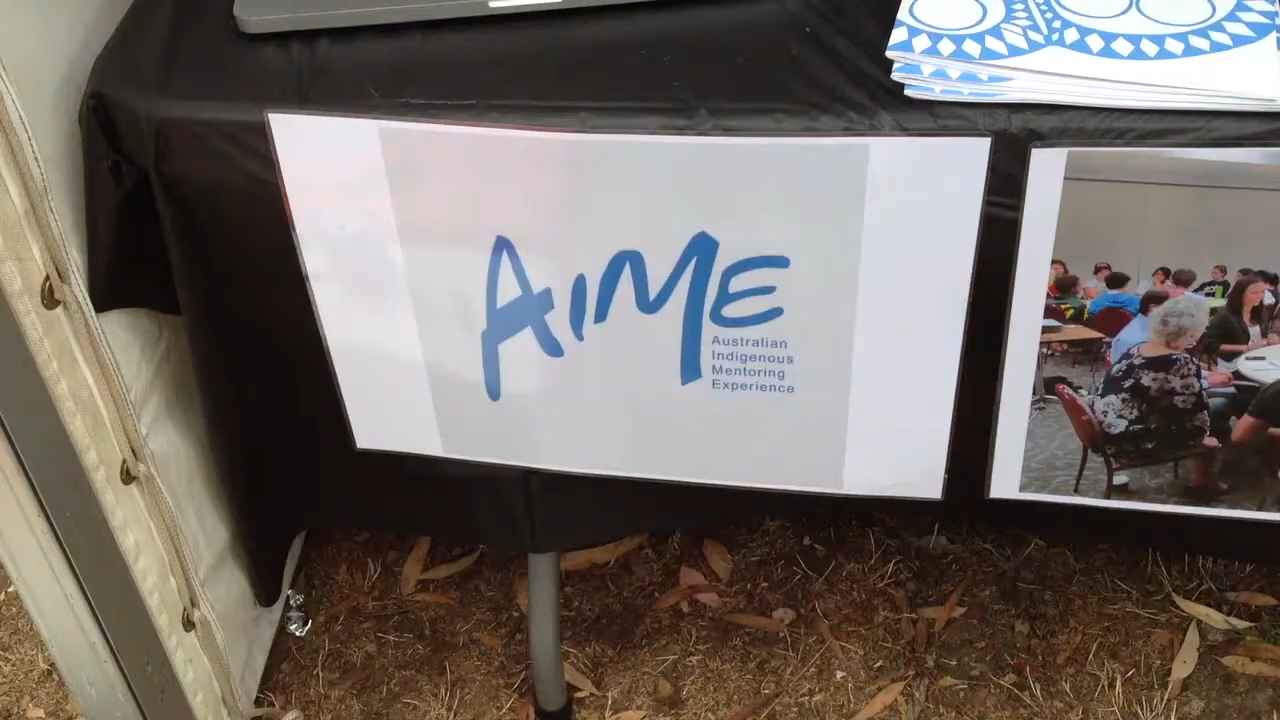 AIME
Australian
Indigenous
Mentoring
Experience